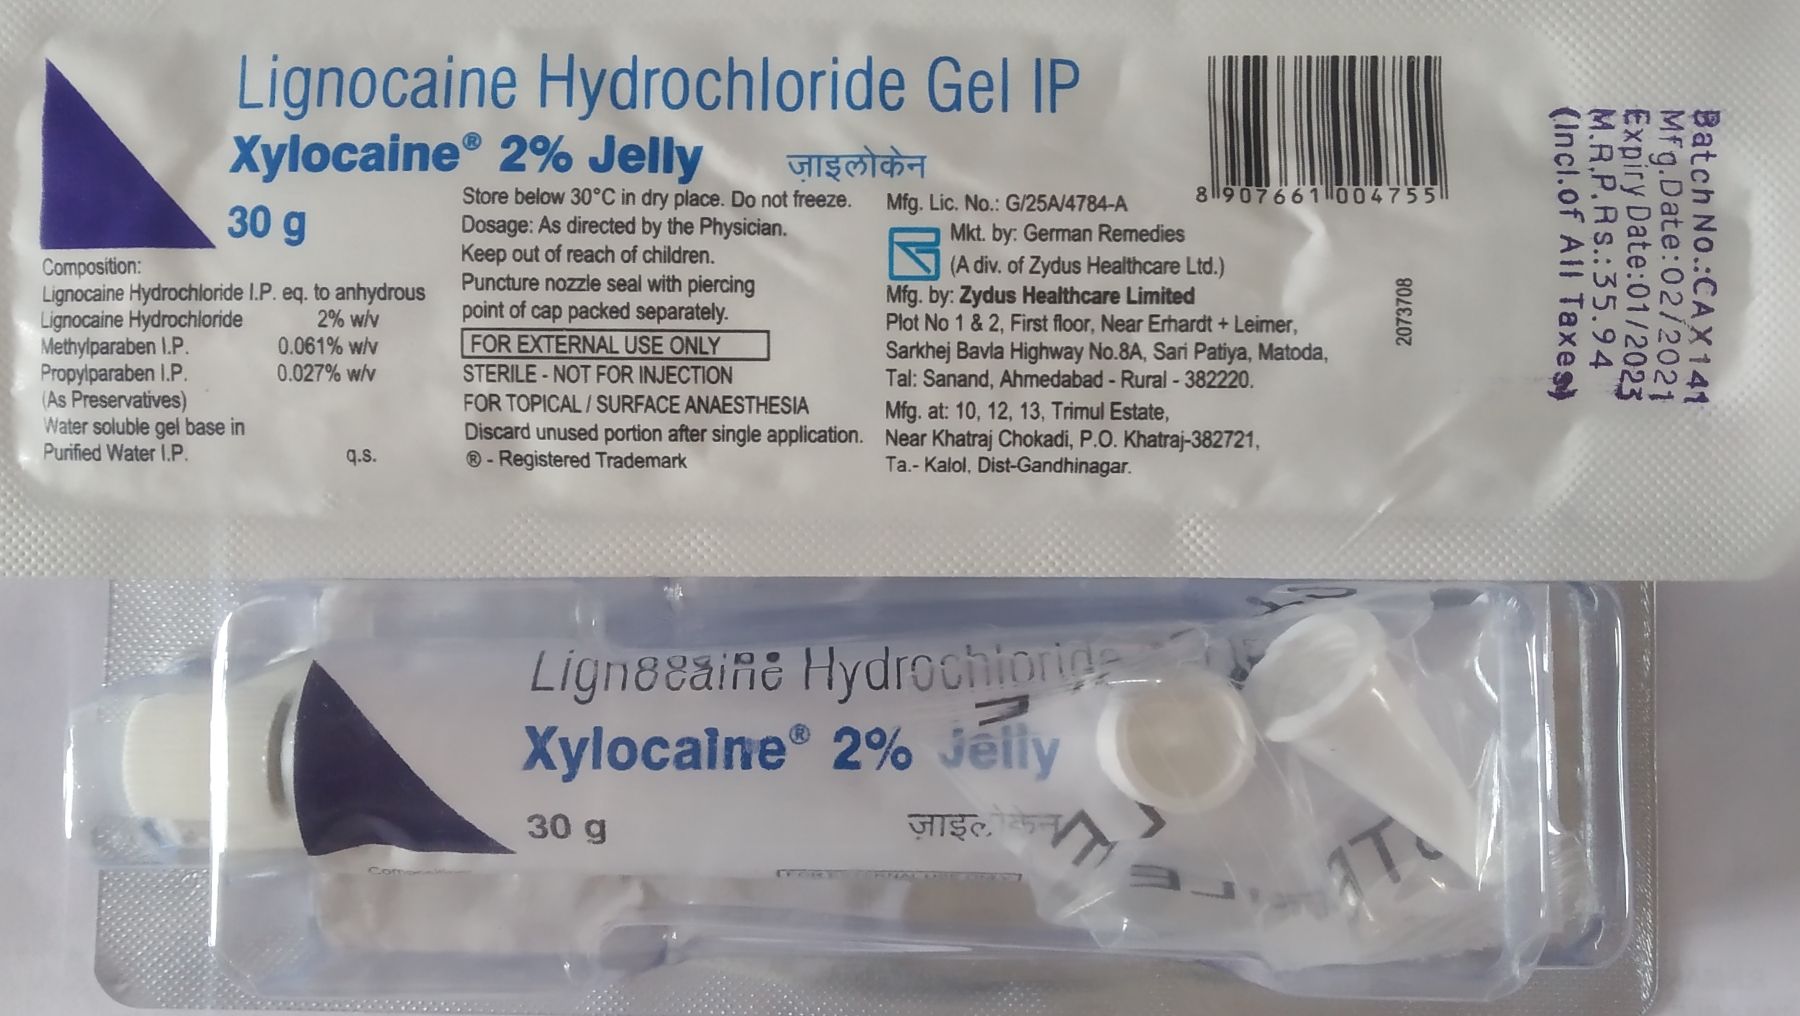 Lignocaine Hydrochloride Gel IP
Xylocaine® 2% Jelly ज़ाइलोकेन
30 g
Composition:
Lignocaine Hydrochloride I.P. eq. to anhydrous
Lignocaine Hydrochloride 2% w/v
Methylparaben I.P. 0.061% w/v
Propylparaben I.P. 0.027% w/v
(As Preservatives)
Water soluble gel base in
Purified Water I.P. q.s.
Store below 30°C in dry place. Do not freeze.
Dosage: As directed by the Physician.
Keep out of reach of children.
Puncture nozzle seal with piercing
point of cap packed separately.
FOR EXTERNAL USE ONLY
STERILE - NOT FOR INJECTION
FOR TOPICAL / SURFACE ANAESTHESIA
Discard unused portion after single application.
® - Registered Trademark
Mfg. Lic. No.: G/25A/4784-A
Mkt. by: German Remedies
(A div. of Zydus Healthcare Ltd.)
Mfg. by: Zydus Healthcare Limited
Plot No 1 & 2, First floor, Near Erhardt + Leimer,
Sarkhej Bavla Highway No.8A, Sari Patiya, Matoda,
Tal: Sanand, Ahmedabad - Rural - 382220.
Mfg. at: 10, 12, 13, Trimul Estate,
Near Khatraj Chokadi, P.O. Khatraj-382721,
Ta.- Kalol, Dist-Gandhinagar.
8 907661 004755
2073708
Batch No.:CAX141
Mfg.Date:02/2021
Expiry Date:01/2023
M.R.P.Rs.:35.94
(Incl.of All Taxes)
Lignocaine Hydrochloride
Xylocaine® 2% Jelly
30 g